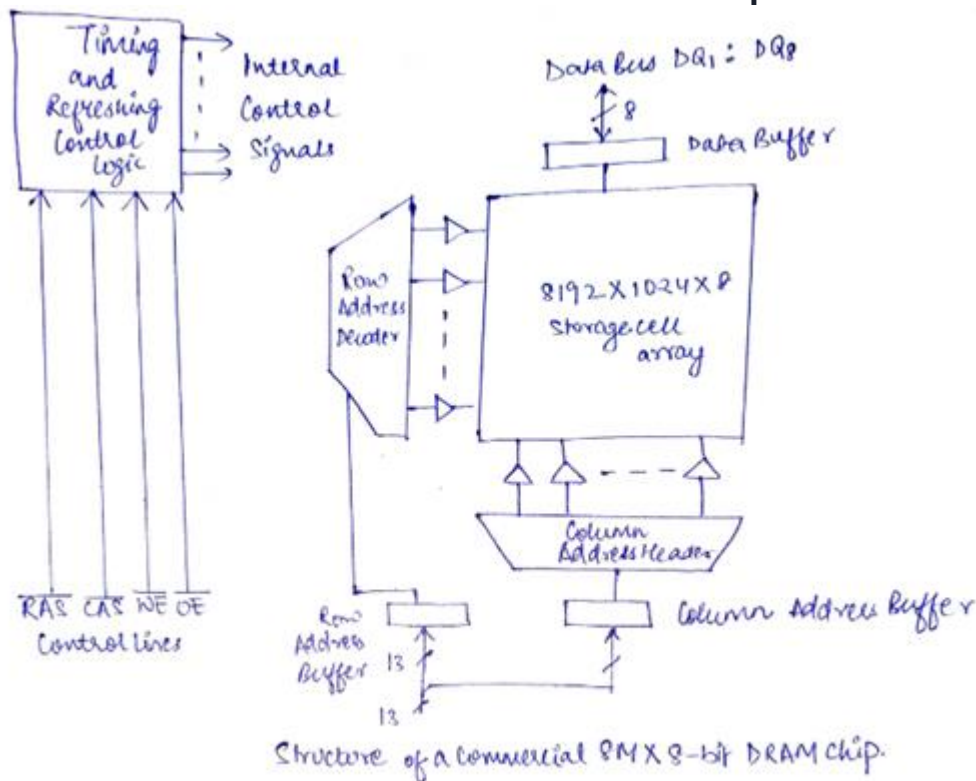 Timing
and
Refreshing
Control
Logic
Internal
Control
Signals
Data Bus DQ1 : DQ8
8
Data Buffer
Row
Address
Decoder
8192 X 1024 X 8
Storage cell
array
Column
Address Header
RAS CAS WE OE
Control Lines
Row
Address
Buffer
13
13
Column Address Buffer
Structure of a Commercial 8M X 8-bit DRAM chip.